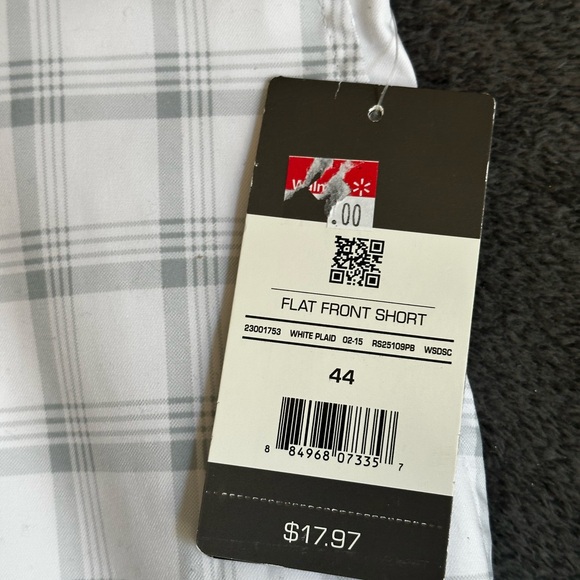 .00
FLAT FRONT SHORT
23001753 WHITE PLAID 02-15 RS25109PB WSDSC
44
8 84968 07335 7
$17.97